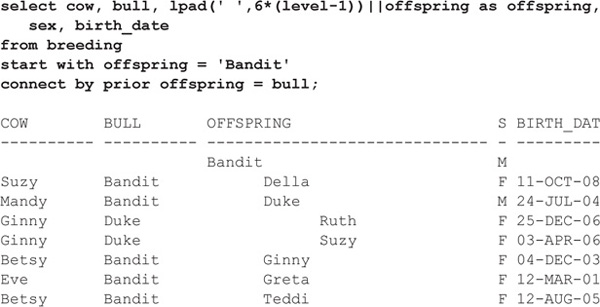 select cow, bull, lpad(' ',6*(level-1))||offspring as offspring,
   sex, birth_date
from breeding
start with offspring = 'Bandit'
connect by prior offspring = bull;
COW        BULL       OFFSPRING                      S BIRTH_DAT
---------- ---------- ------------------------------ - ---------
                      Bandit                         M
Suzy       Bandit           Della                    F 11-OCT-08
Mandy      Bandit           Duke                     M 24-JUL-04
Ginny      Duke                   Ruth               F 25-DEC-06
Ginny      Duke                   Suzy               F 03-APR-06
Betsy      Bandit           Ginny                    F 04-DEC-03
Eve        Bandit           Greta                    F 12-MAR-01
Betsy      Bandit           Teddi                    F 12-AUG-05